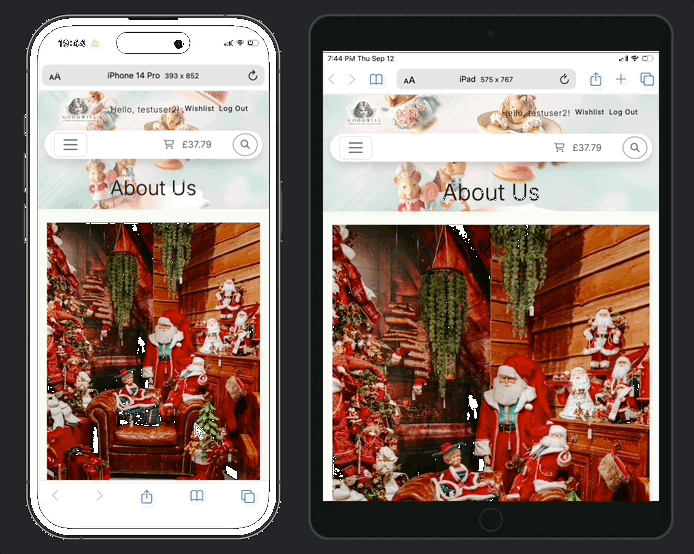 19:44
AA iPhone 14 Pro 393 x 852
GOODWILL
Hello, testuser2! Wishlist Log Out
£37.79
About Us
7:44 PM Thu Sep 12
AA iPad 575 x 767
GOODWILL
Hello, testuser2! Wishlist Log Out
£37.79
About Us